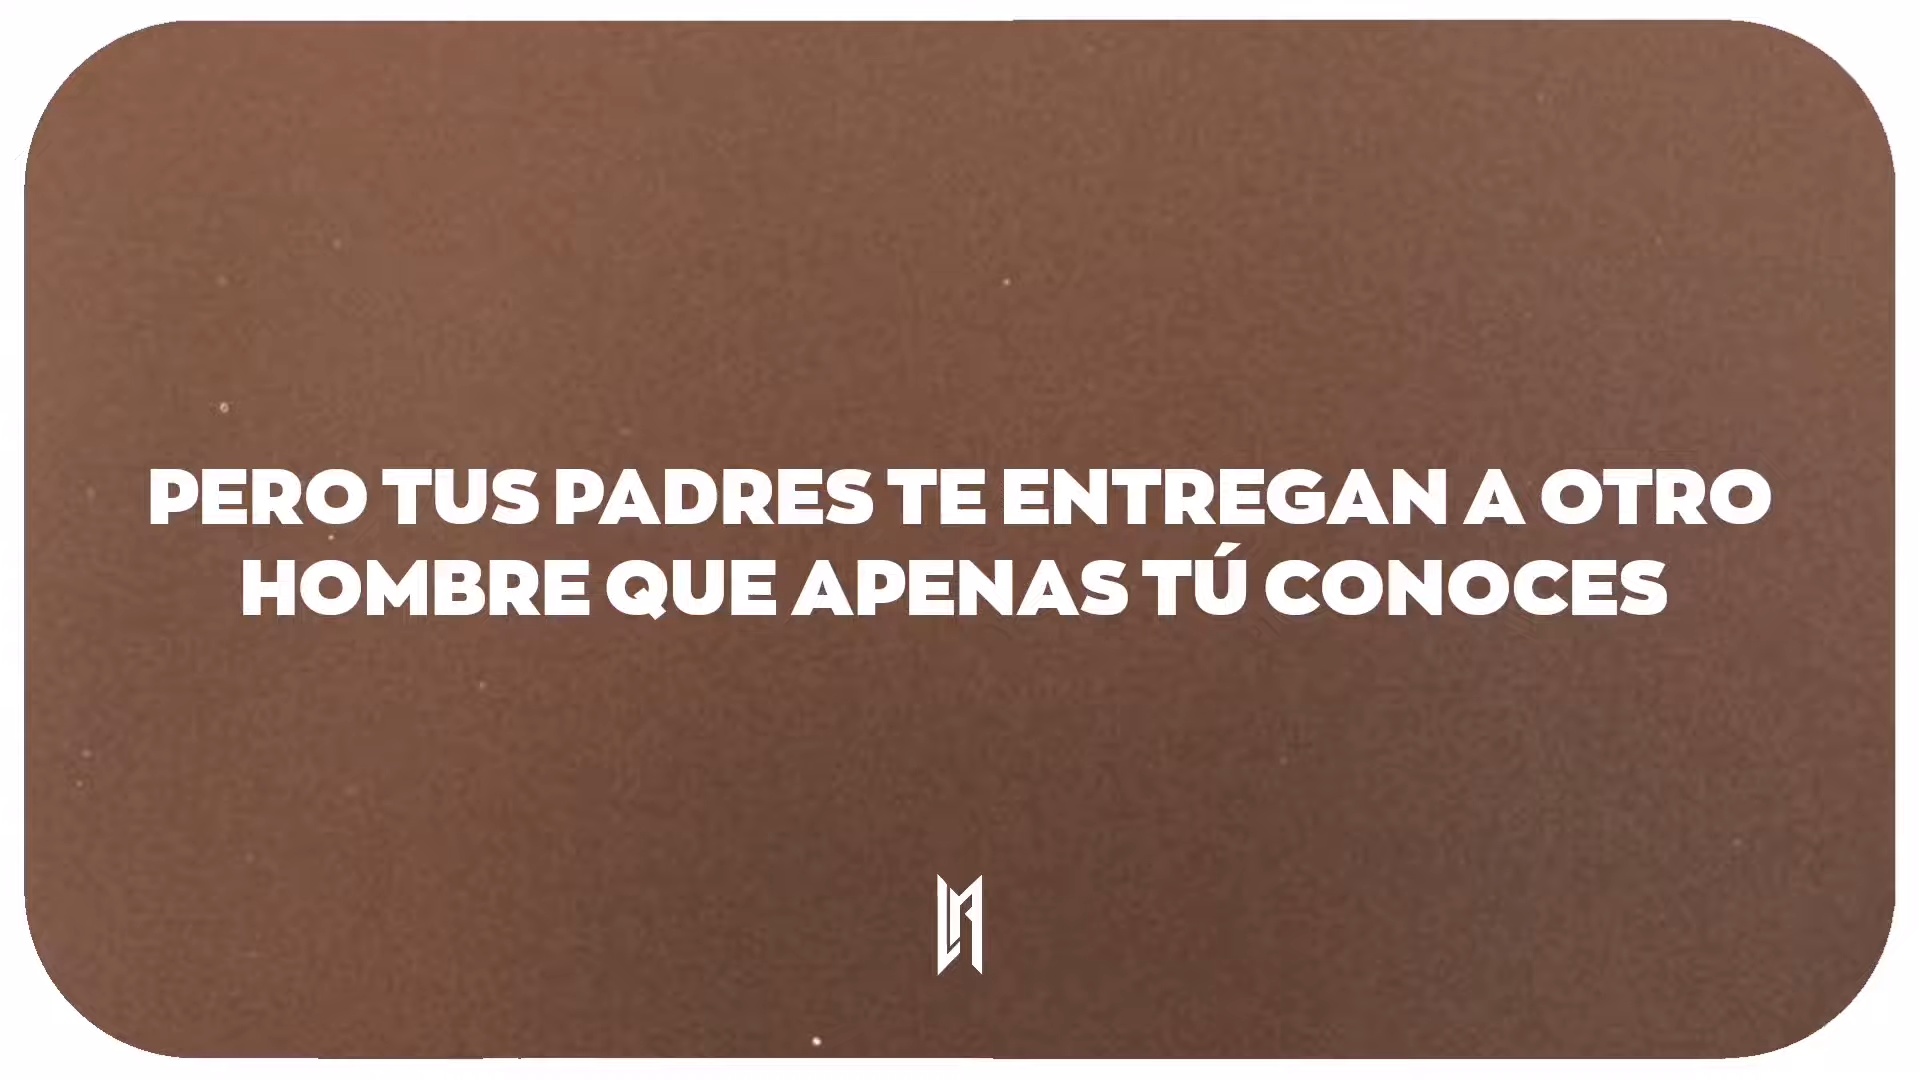 PERO TUS PADRES TE ENTREGAN A OTRO
HOMBRE QUE APENAS TÚ CONOCES